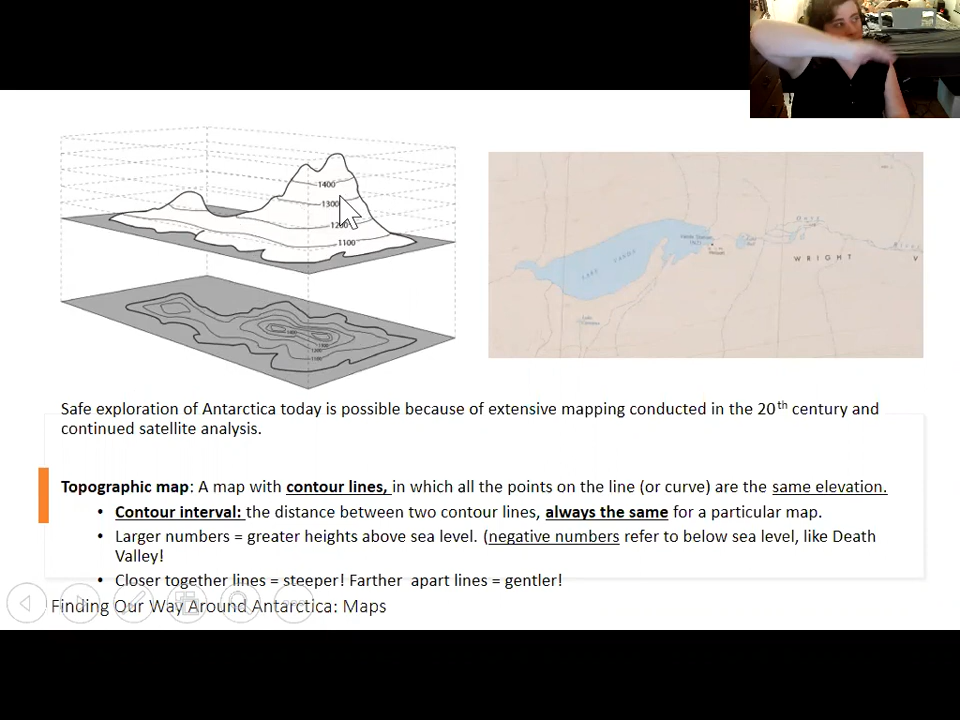 1400
1300
1100
LAKE VANDA
WRIGHT
V
Safe exploration of Antarctica today is possible because of extensive mapping conducted in the 20th century and
continued satellite analysis.
Topographic map: A map with contour lines, in which all the points on the line (or curve) are the same elevation.
• Contour interval: the distance between two contour lines, always the same for a particular map.
• Larger numbers = greater heights above sea level. (negative numbers refer to below sea level, like Death
Valley!
• Closer together lines = steeper! Farther apart lines = gentler!
Finding Our Way Around Antarctica: Maps